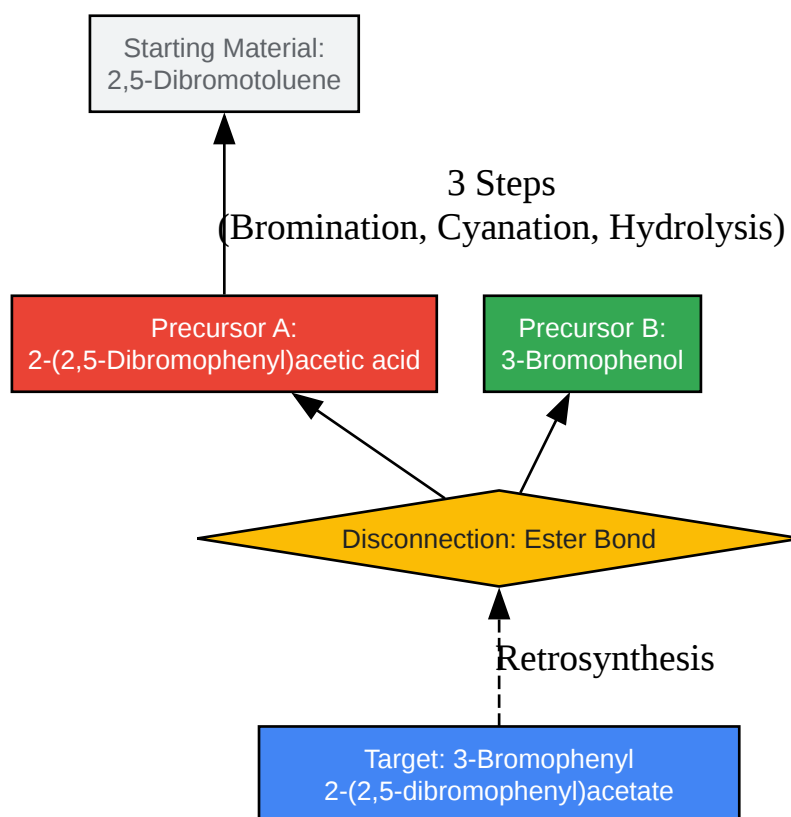 Starting Material:
2,5-Dibromotoluene
3 Steps
(Bromination, Cyanation, Hydrolysis)
Precursor A:
2-(2,5-Dibromophenyl)acetic acid
Precursor B:
3-Bromophenol
Disconnection: Ester Bond
Retrosynthesis
Target: 3-Bromophenyl
2-(2,5-dibromophenyl)acetate